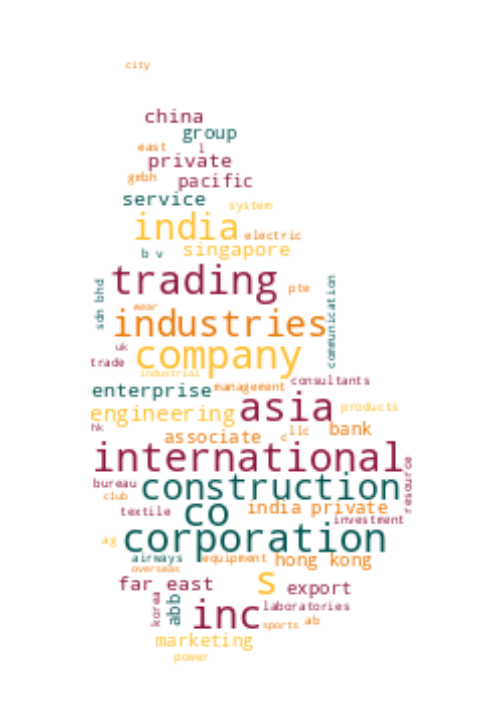 city
china
group
east l
private
gmbh pacific
service
system
india
electric
b v singapore
trading
pte
sdn bhd
communication
wear
industries
uk
company
trade
industrial
consultants
enterprise management
asia
engineering products
hk
associate c llc bank
international
bureau
construction
resource
club
co
india private
textile
investment
corporation
ag
airways equipment hong kong
overseas
far east
s
export
korea
abb
inc
laboratories
sports ab
marketing
power